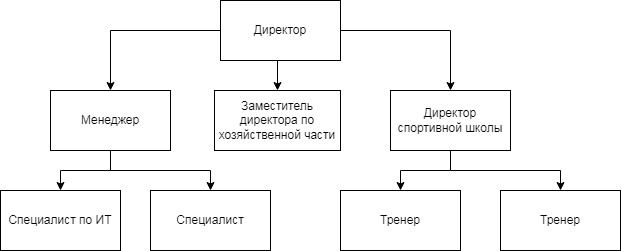 Директор
Менеджер
Заместитель
директора по
хозяйственной части
Директор
спортивной школы
Специалист по ИТ
Специалист
Тренер
Тренер